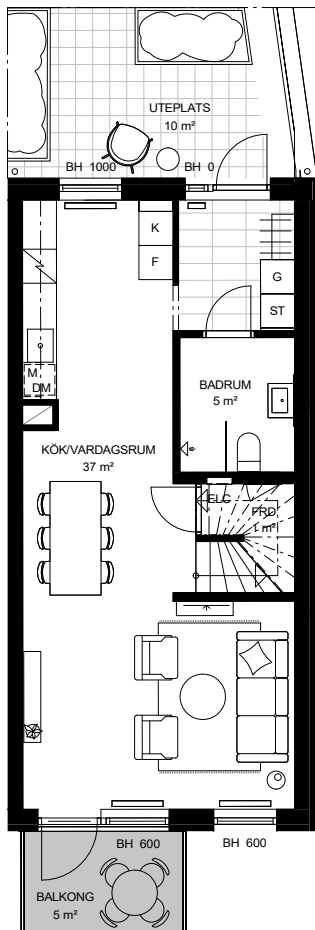 UTEPLATS
10 m²
BH 1000
BH 0
K
F
G
ST
M
DM
BADRUM
5 m²
KÖK/VARDAGSRUM
37 m²
ELC
FRD
1 m²
BH 600
BH 600
BALKONG
5 m²